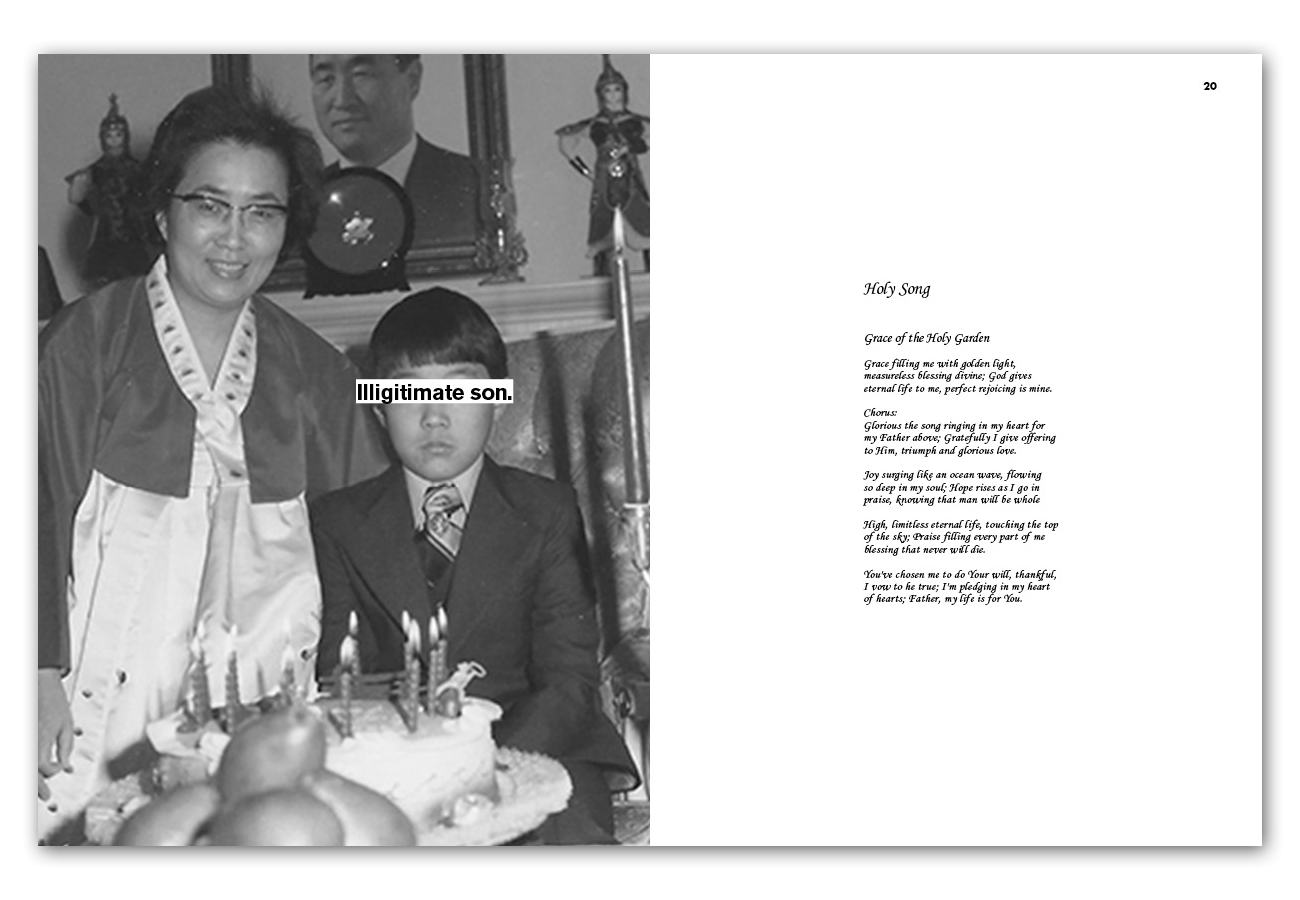 Illigitimate son.
20
Holy Song
Grace of the Holy Garden
Grace filling me with golden light,
measureless blessing divine; God gives
eternal life to me, perfect rejoicing is mine.
Chorus:
Glorious the song ringing in my heart for
my Father above; Gratefully I give offering
to Him, triumph and glorious love.
Joy surging like an ocean wave, flowing
so deep in my soul; Hope rises as I go in
praise, knowing that man will be whole
High, limitless eternal life, touching the top
of the sky; Praise filling every part of me
blessing that never will die.
You've chosen me to do Your will, thankful,
I vow to he true; I'm pledging in my heart
of hearts; Father, my life is for You.